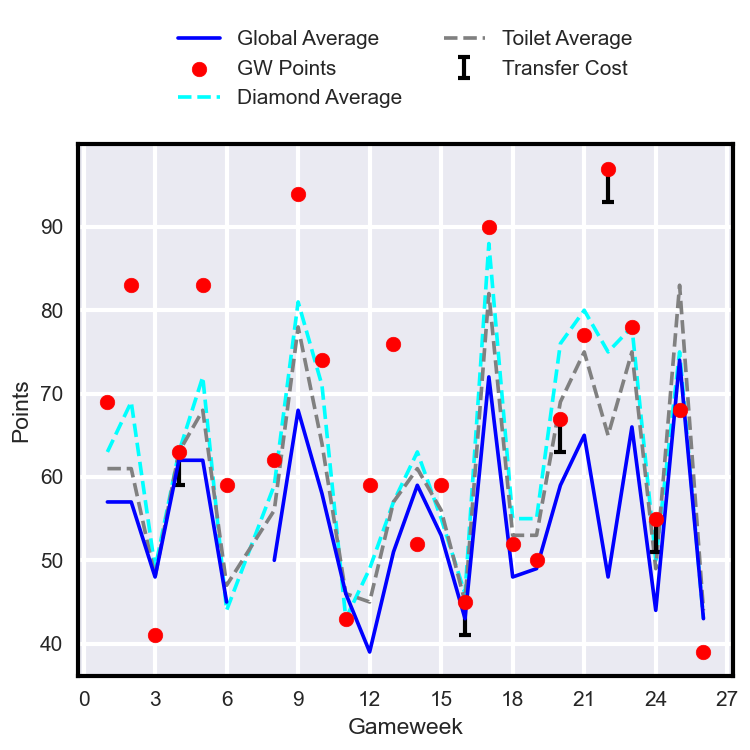 Global Average
GW Points
Diamond Average
Toilet Average
Transfer Cost
Points
90
80
70
60
50
40
0 3 6 9 12 15 18 21 24 27
Gameweek